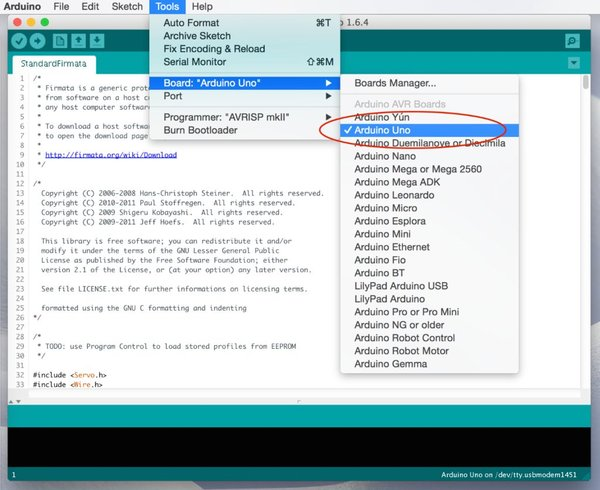 Arduino File Edit Sketch Tools Help
1.6.4
Auto Format ⌘T
Archive Sketch
Fix Encoding & Reload
Serial Monitor ⇧⌘M
Board: "Arduino Uno"
Port
Programmer: "AVRISP mkII"
Burn Bootloader
Boards Manager...
Arduino AVR Boards
Arduino Yún
✓ Arduino Uno
Arduino Duemilanove or Diecimila
Arduino Nano
Arduino Mega or Mega 2560
Arduino Mega ADK
Arduino Leonardo
Arduino Micro
Arduino Esplora
Arduino Mini
Arduino Ethernet
Arduino Fio
Arduino BT
LilyPad Arduino USB
LilyPad Arduino
Arduino Pro or Pro Mini
Arduino NG or older
Arduino Robot Control
Arduino Robot Motor
Arduino Gemma
StandardFirmata
1 /*
2 * Firmata is a generic prot
3 * from software on a host c
4 * any host computer softwar
5 *
6 * To download a host softwa
7 * to open the download page
8 *
9 * http://firmata.org/wiki/Download
10 */
11
12 /*
13 Copyright (C) 2006-2008 Hans-Christoph Steiner. All rights reserved.
14 Copyright (C) 2010-2011 Paul Stoffregen. All rights reserved.
15 Copyright (C) 2009 Shigeru Kobayashi. All rights reserved.
16 Copyright (C) 2009-2011 Jeff Hoefs. All rights reserved.
17
18 This library is free software; you can redistribute it and/or
19 modify it under the terms of the GNU Lesser General Public
20 License as published by the Free Software Foundation; either
21 version 2.1 of the License, or (at your option) any later version.
22
23 See file LICENSE.txt for further informations on licensing terms.
24
25 formatted using the GNU C formatting and indenting
26 */
27
28 /*
29 * TODO: use Program Control to load stored profiles from EEPROM
30 */
31
32 #include <Servo.h>
33 #include <Wire.h>
1 Arduino Uno on /dev/tty.usbmodem1451